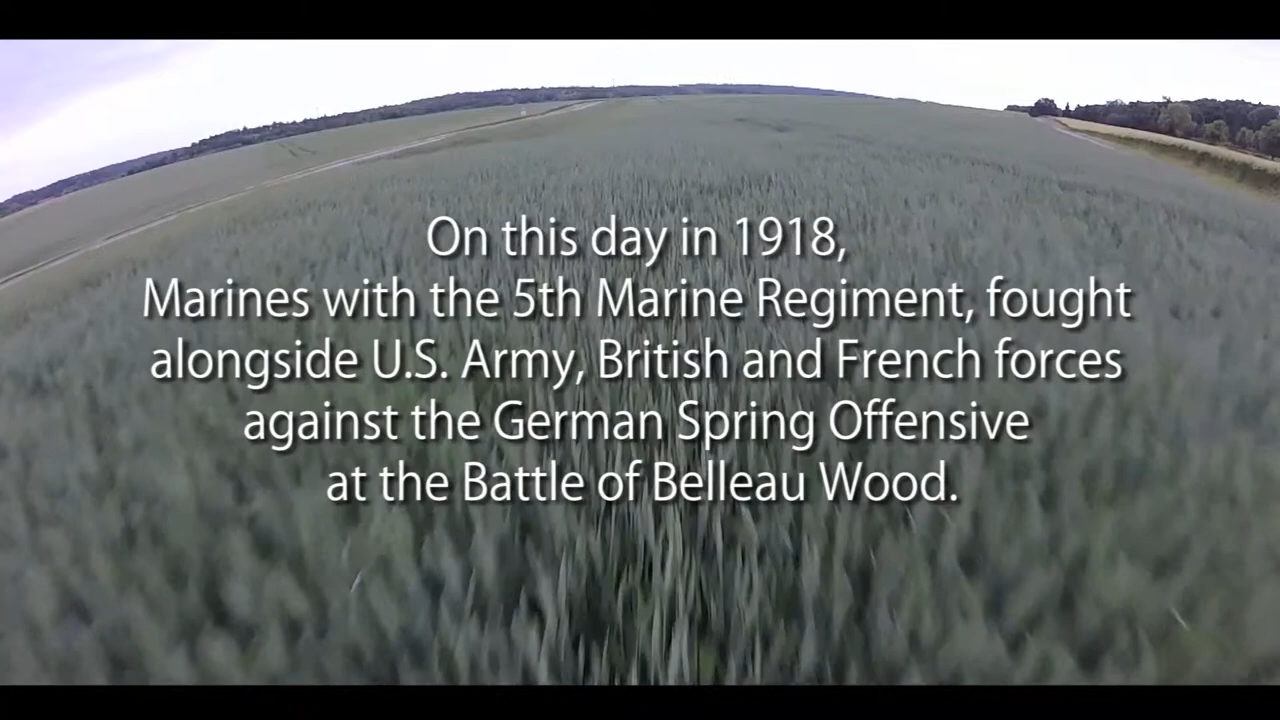 On this day in 1918,
Marines with the 5th Marine Regiment, fought
alongside U.S. Army, British and French forces
against the German Spring Offensive
at the Battle of Belleau Wood.